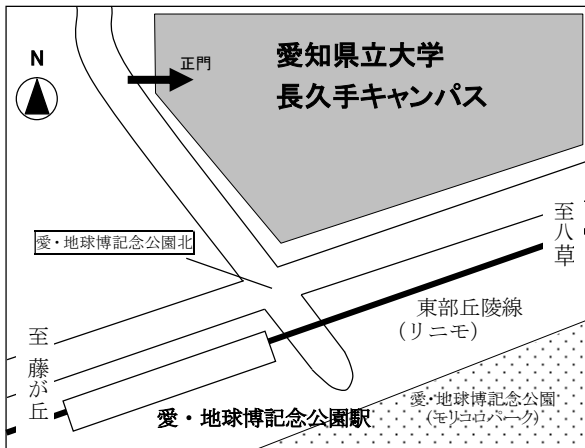 N
正門
愛知県立大学
長久手キャンパス
愛・地球博記念公園北
至八草
東部丘陵線
(リニモ)
至 藤が丘
愛・地球博記念公園駅
愛・地球博記念公園
(モリコロパーク)